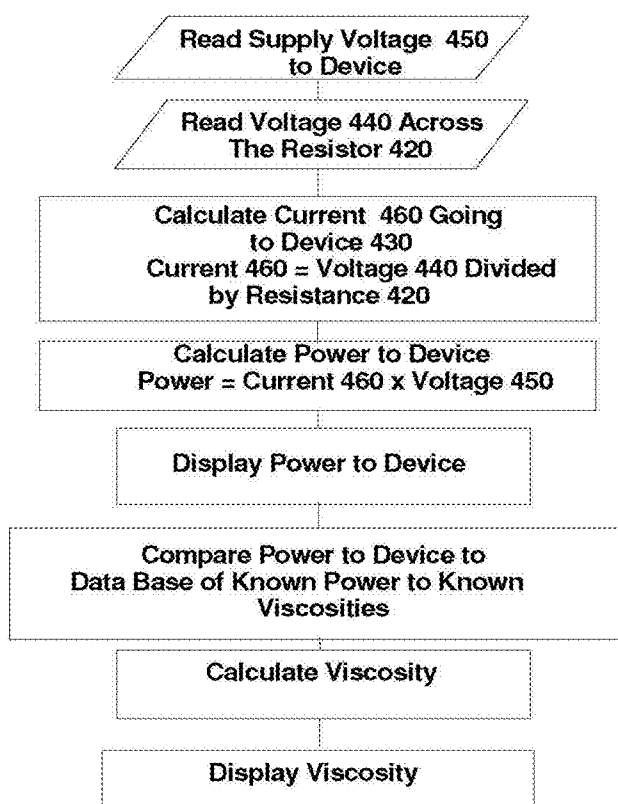 Read Supply Voltage 450
to Device
Read Voltage 440 Across
The Resistor 420
Calculate Current 460 Going
to Device 430
Current 460 = Voltage 440 Divided
by Resistance 420
Calculate Power to Device
Power = Current 460 x Voltage 450
Display Power to Device
Compare Power to Device to
Data Base of Known Power to Known
Viscosities
Calculate Viscosity
Display Viscosity